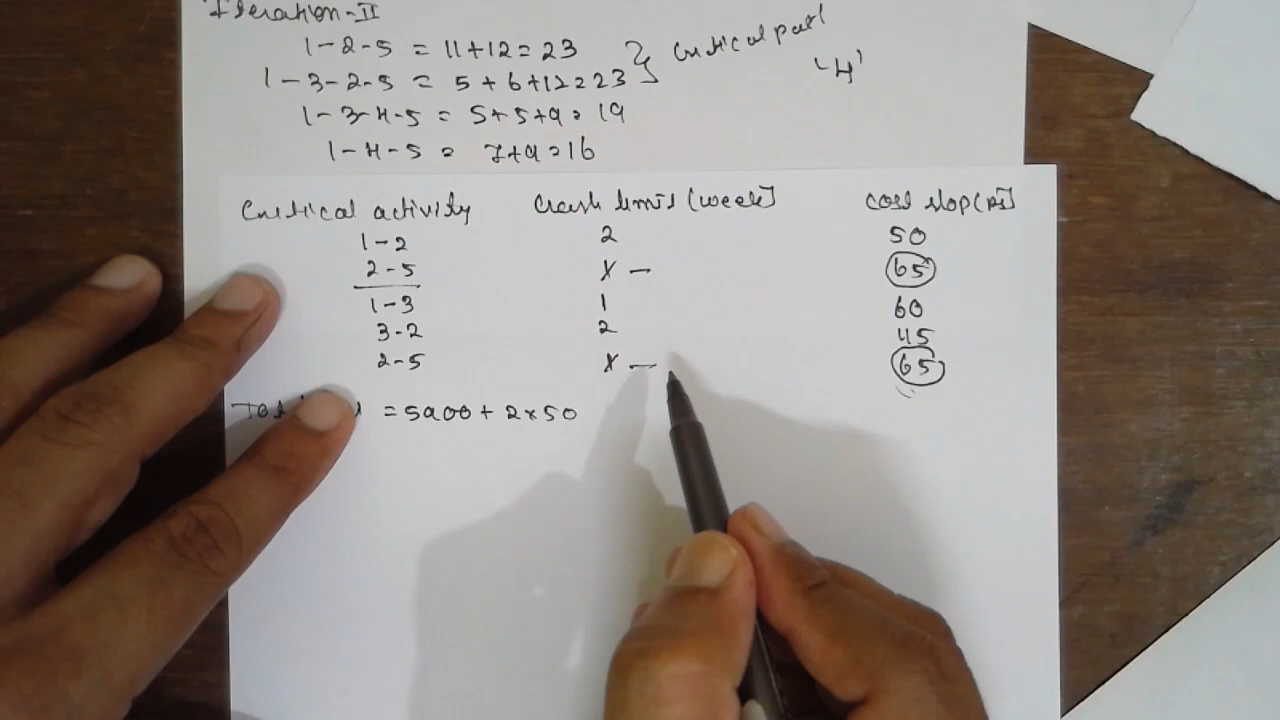 Iteration-II
1-2-5 = 11+12=23
1-3-2-5 = 5+6+12=23 } Critical part
'4'
1-3-4-5 = 5+5+9=19
1-4-5 = 7+9=16
Critical activity Crash limit (week) Cost slop (Rs)
1-2 2 50
2-5 X - 65
1-3 1 60
3-2 2 45
2-5 X - 65
= 5900 + 2x50